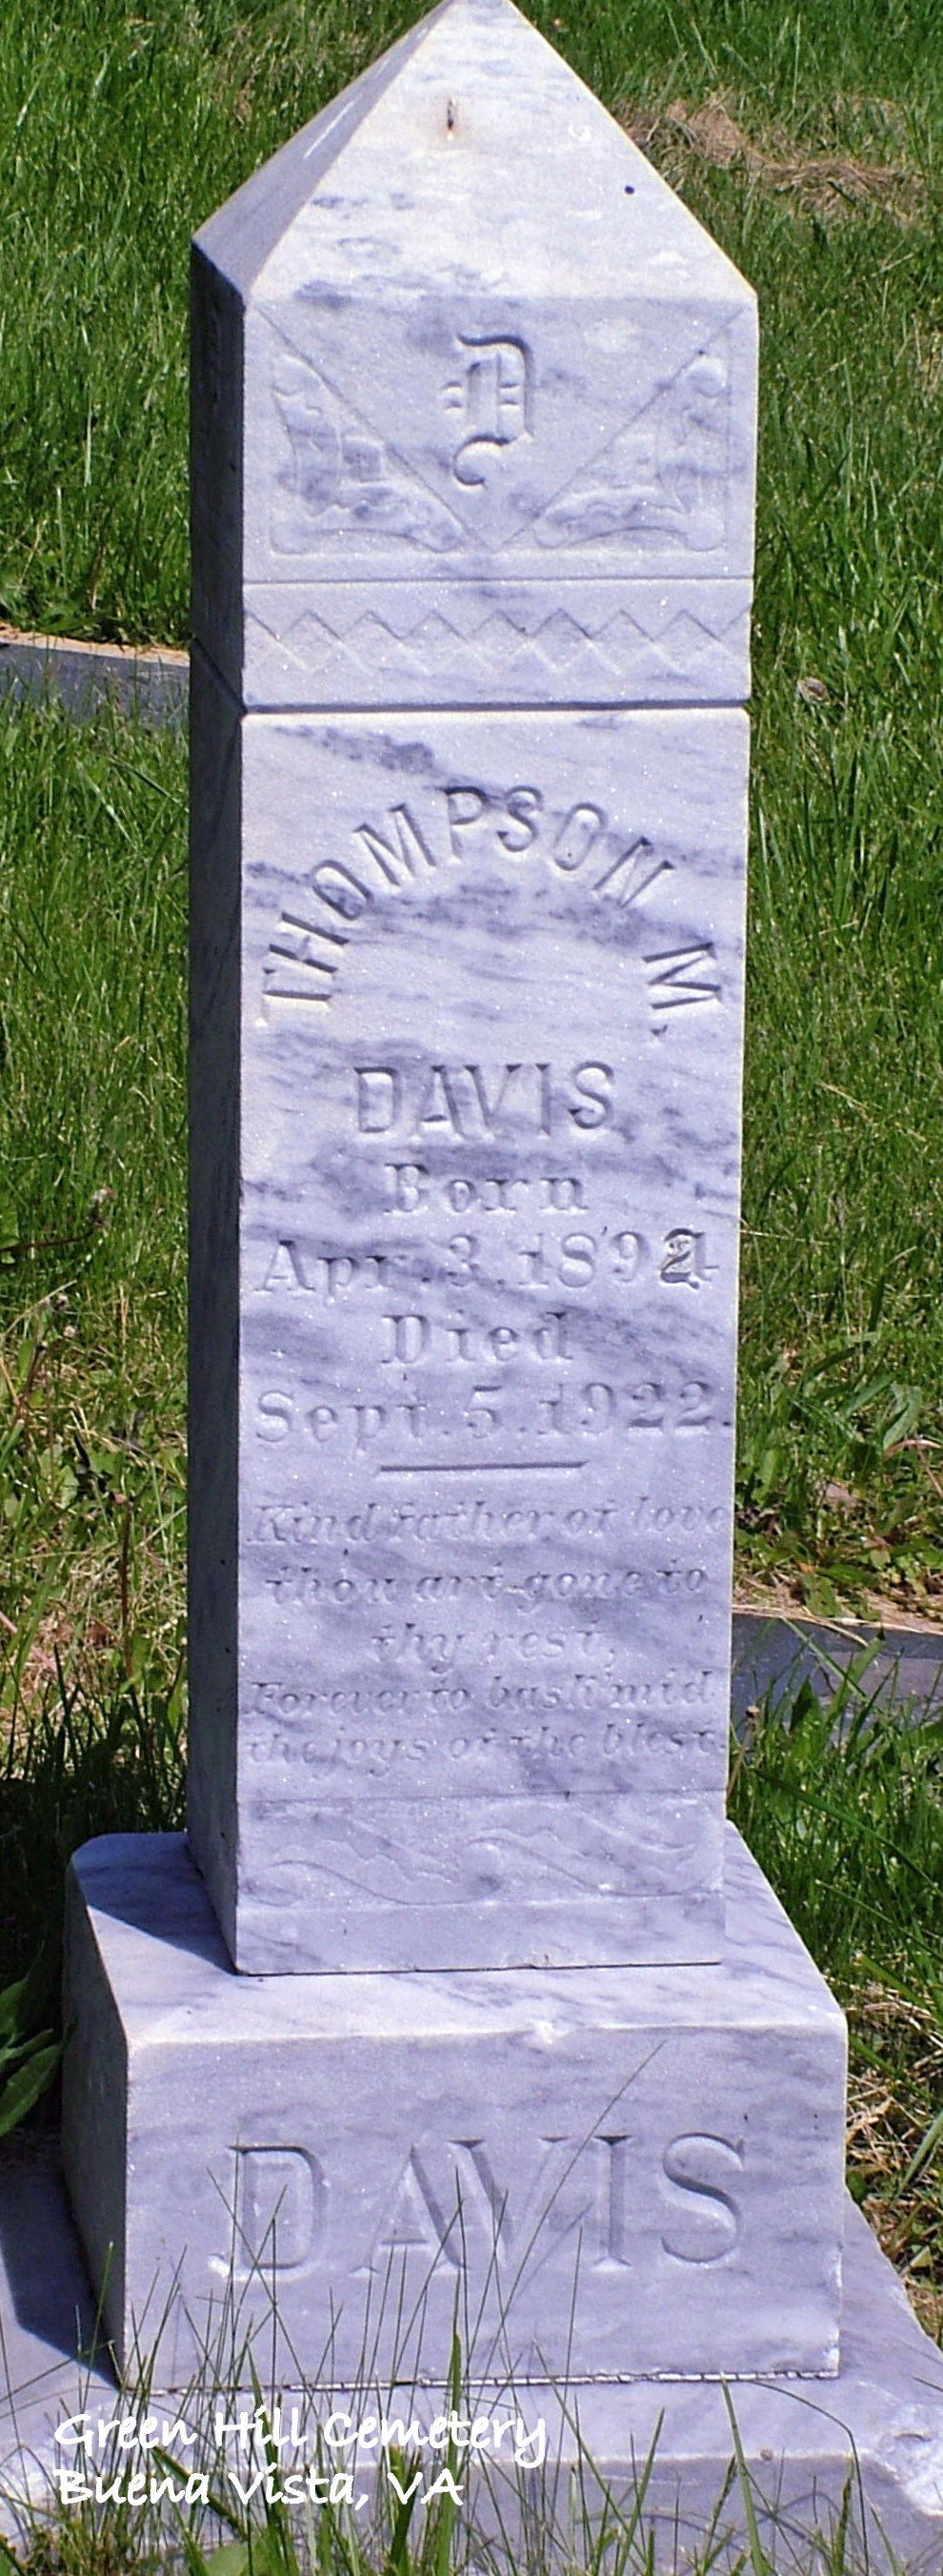 D
THOMPSON M.
DAVIS
Born
Apr. 3. 189
Died
Sept. 5. 1922.
Kind father of love
thou art gone to
thy rest,
Forever to bask mid
the joys of the blest.
DAVIS
Green Hill Cemetery
Buena Vista, VA